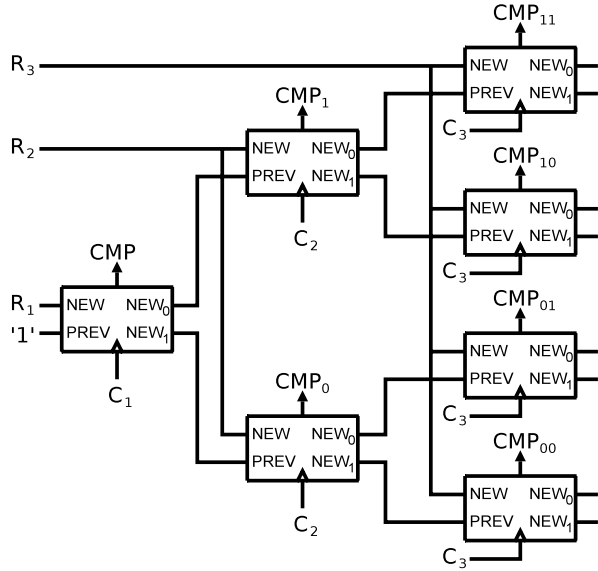 CMP₁₁
R₃
NEW NEW₀
PREV NEW₁
C₃
CMP₁
R₂
NEW NEW₀
PREV NEW₁
C₂
CMP₁₀
NEW NEW₀
PREV NEW₁
C₃
CMP
R₁
NEW NEW₀
'1'
PREV NEW₁
C₁
CMP₀₁
NEW NEW₀
PREV NEW₁
C₃
CMP₀
NEW NEW₀
PREV NEW₁
C₂
CMP₀₀
NEW NEW₀
PREV NEW₁
C₃